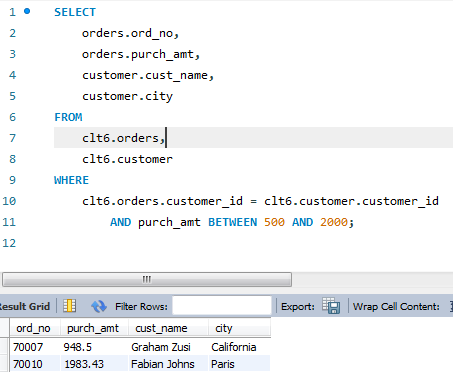 1 SELECT
2 orders.ord_no,
3 orders.purch_amt,
4 customer.cust_name,
5 customer.city
6 FROM
7 clt6.orders,
8 clt6.customer
9 WHERE
10 clt6.orders.customer_id = clt6.customer.customer_id
11 AND purch_amt BETWEEN 500 AND 2000;
12
Result Grid Filter Rows: Export: Wrap Cell Content:
ord_no purch_amt cust_name city
70007 948.5 Graham Zusi California
70010 1983.43 Fabian Johns Paris